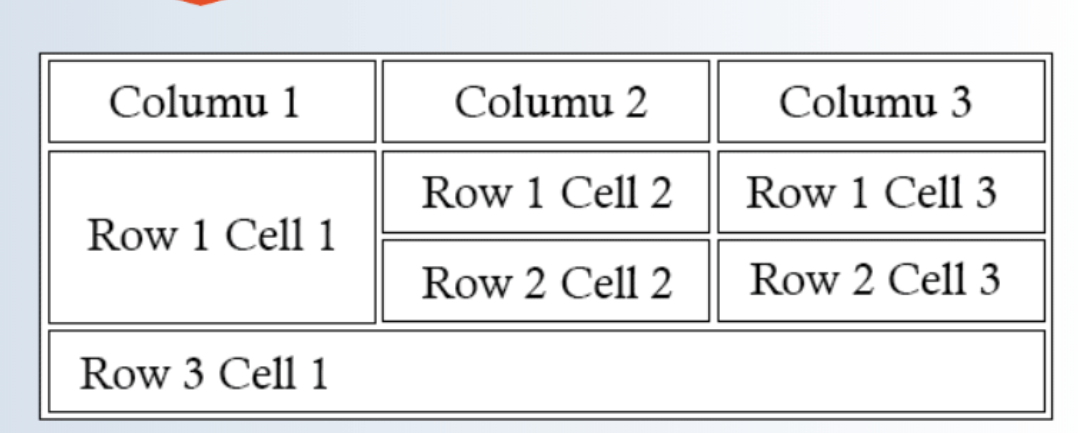 Columu 1 Columu 2 Columu 3
Row 1 Cell 1 Row 1 Cell 2 Row 1 Cell 3
Row 2 Cell 2 Row 2 Cell 3
Row 3 Cell 1